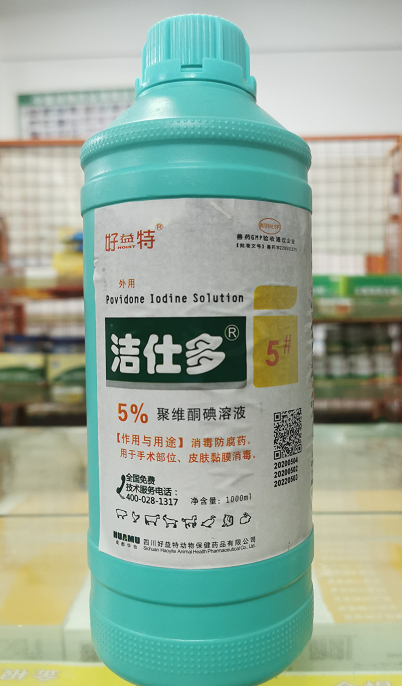 好益特®
HOIST
兽药GMP验收通过企业
外用
Povidone Iodine Solution
洁仕多®
5#
5% 聚维酮碘溶液
【作用与用途】消毒防腐药。
用于手术部位、皮肤黏膜消毒。
20200504
20200502
20220503
全国免费
技术服务电话:
400-028-1317
净含量: 1000ml
HUAMU
四川好益特动物保健药品有限公司
Sichuan Haoyite Animal Health Pharmaceutical Co., Ltd.